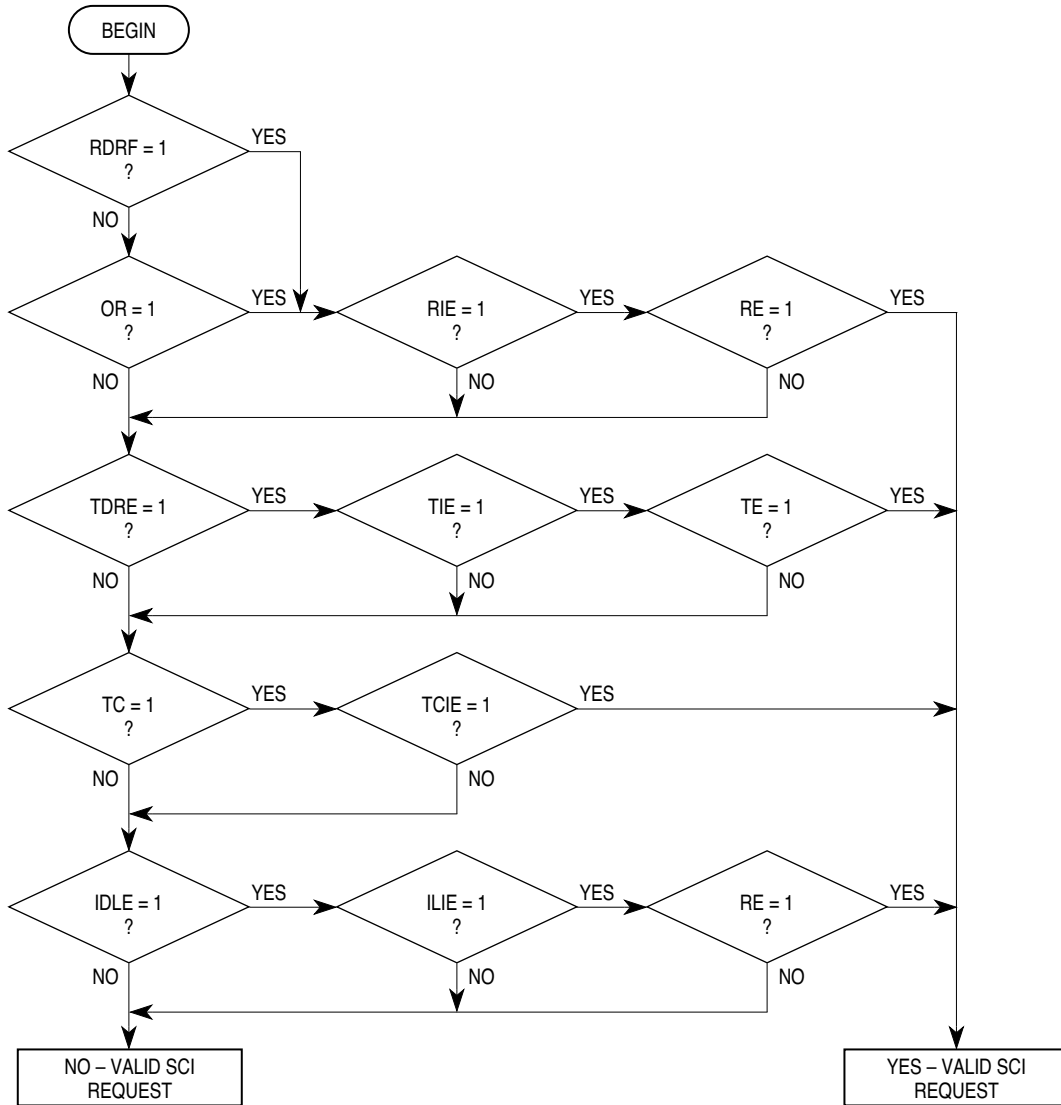 BEGIN
RDRF = 1
?
YES
NO
OR = 1
?
YES
NO
RIE = 1
?
YES
NO
RE = 1
?
YES
NO
TDRE = 1
?
YES
NO
TIE = 1
?
YES
NO
TE = 1
?
YES
NO
TC = 1
?
YES
NO
TCIE = 1
?
YES
NO
IDLE = 1
?
YES
NO
ILIE = 1
?
YES
NO
RE = 1
?
YES
NO
NO – VALID SCI
REQUEST
YES – VALID SCI
REQUEST